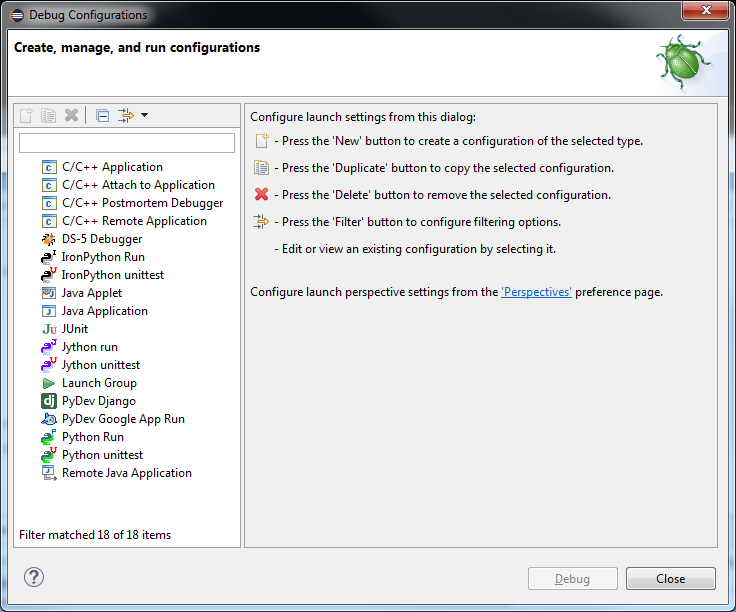 Debug Configurations
Create, manage, and run configurations
Configure launch settings from this dialog:
- Press the 'New' button to create a configuration of the selected type.
- Press the 'Duplicate' button to copy the selected configuration.
- Press the 'Delete' button to remove the selected configuration.
- Press the 'Filter' button to configure filtering options.
- Edit or view an existing configuration by selecting it.
Configure launch perspective settings from the 'Perspectives' preference page.
C/C++ Application
C/C++ Attach to Application
C/C++ Postmortem Debugger
C/C++ Remote Application
DS-5 Debugger
IronPython Run
IronPython unittest
Java Applet
Java Application
JUnit
Jython run
Jython unittest
Launch Group
PyDev Django
PyDev Google App Run
Python Run
Python unittest
Remote Java Application
Filter matched 18 of 18 items
Debug
Close